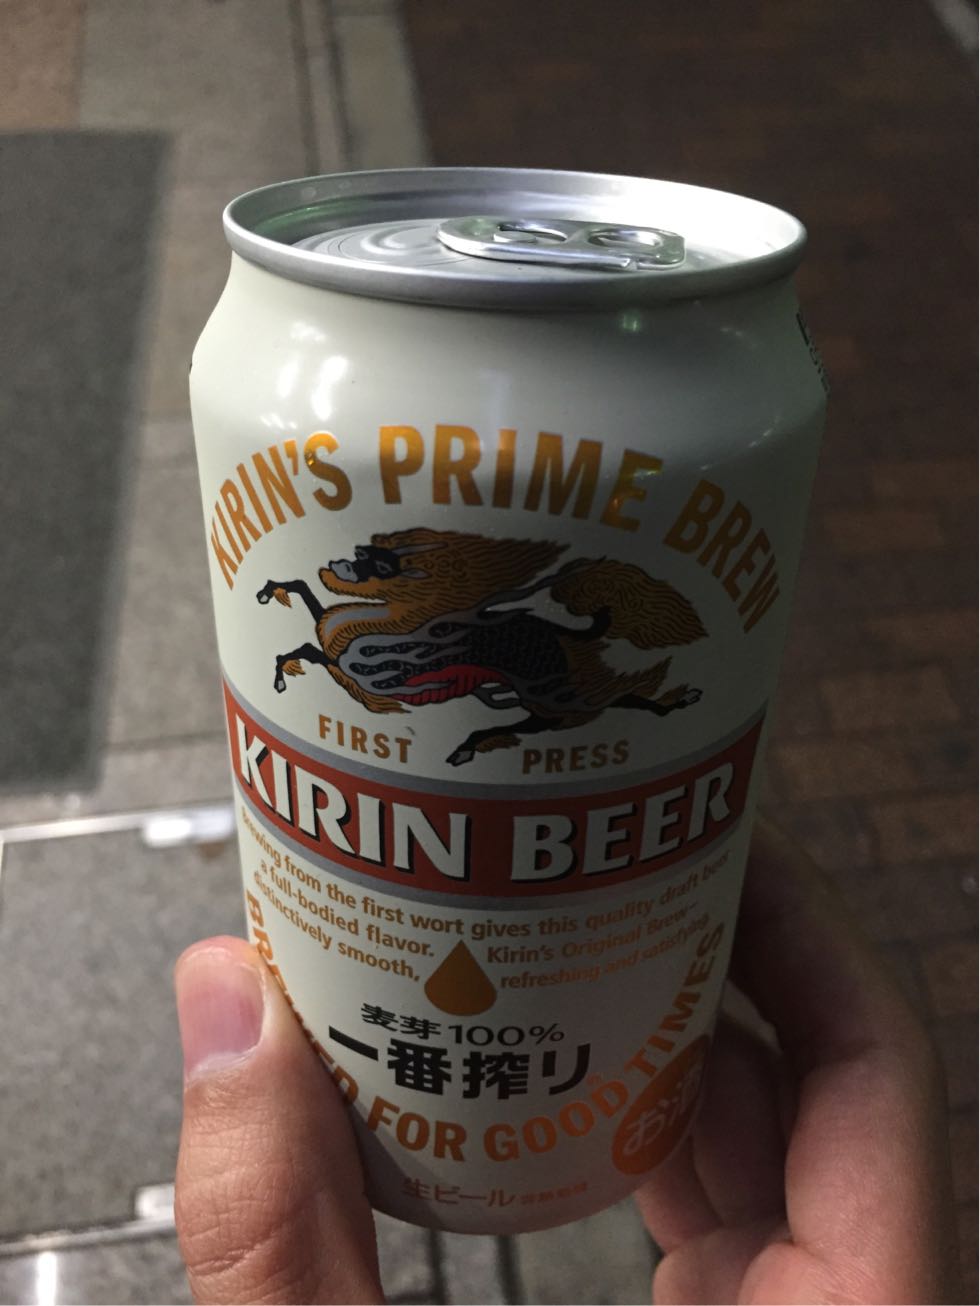 KIRIN'S PRIME BREW
FIRST PRESS
KIRIN BEER
Brewing from the first wort gives this quality draft beer
a full-bodied flavor. Kirin's Original Brew-
distinctively smooth, refreshing and satisfying
麦芽100%
一番搾り
BREWED FOR GOOD TIMES
お酒
生ビール